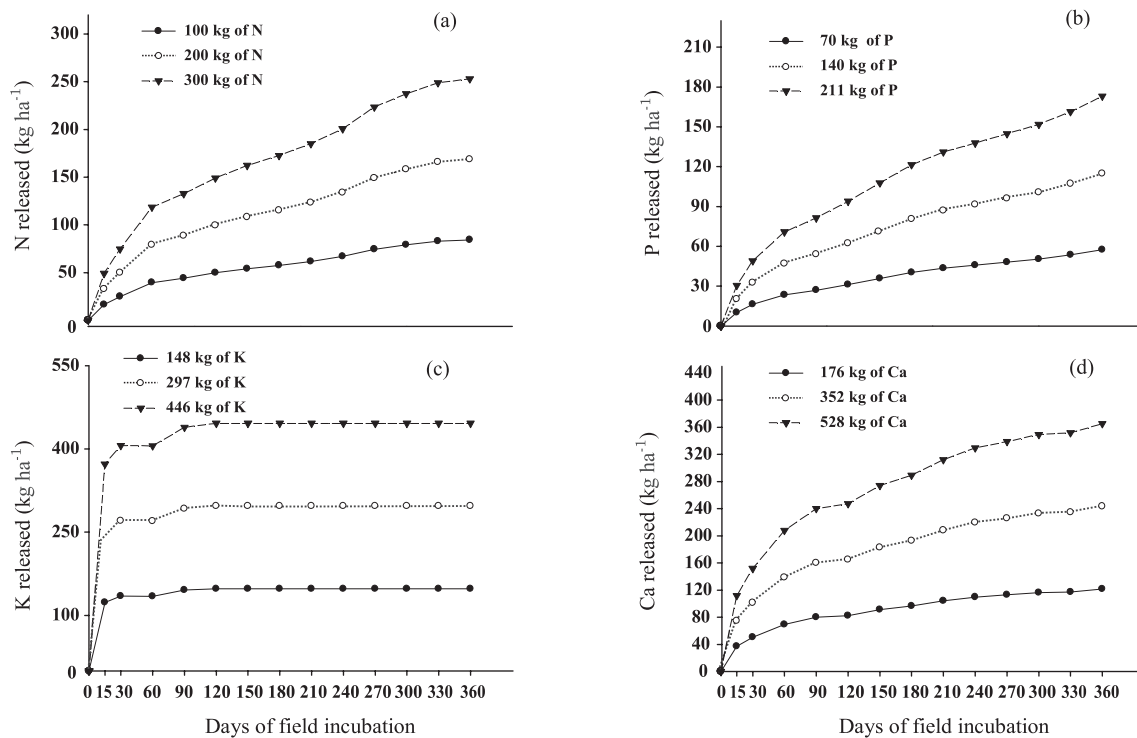 (a)
100 kg of N
200 kg of N
300 kg of N
300
250
200
150
100
50
0
N released (kg ha⁻¹)
(b)
70 kg  of P
140 kg of P
211 kg of P
210
180
150
120
90
60
30
0
P released (kg ha⁻¹)
(c)
148 kg of K
297 kg of K
446 kg of K
550
400
250
100
0
K released (kg ha⁻¹)
0 15 30 60 90 120 150 180 210 240 270 300 330 360
Days of field incubation
(d)
176 kg of Ca
352 kg of Ca
528 kg of Ca
440
400
360
320
280
240
200
160
120
80
40
0
Ca released (kg ha⁻¹)
0 15 30 60 90 120 150 180 210 240 270 300 330 360
Days of field incubation